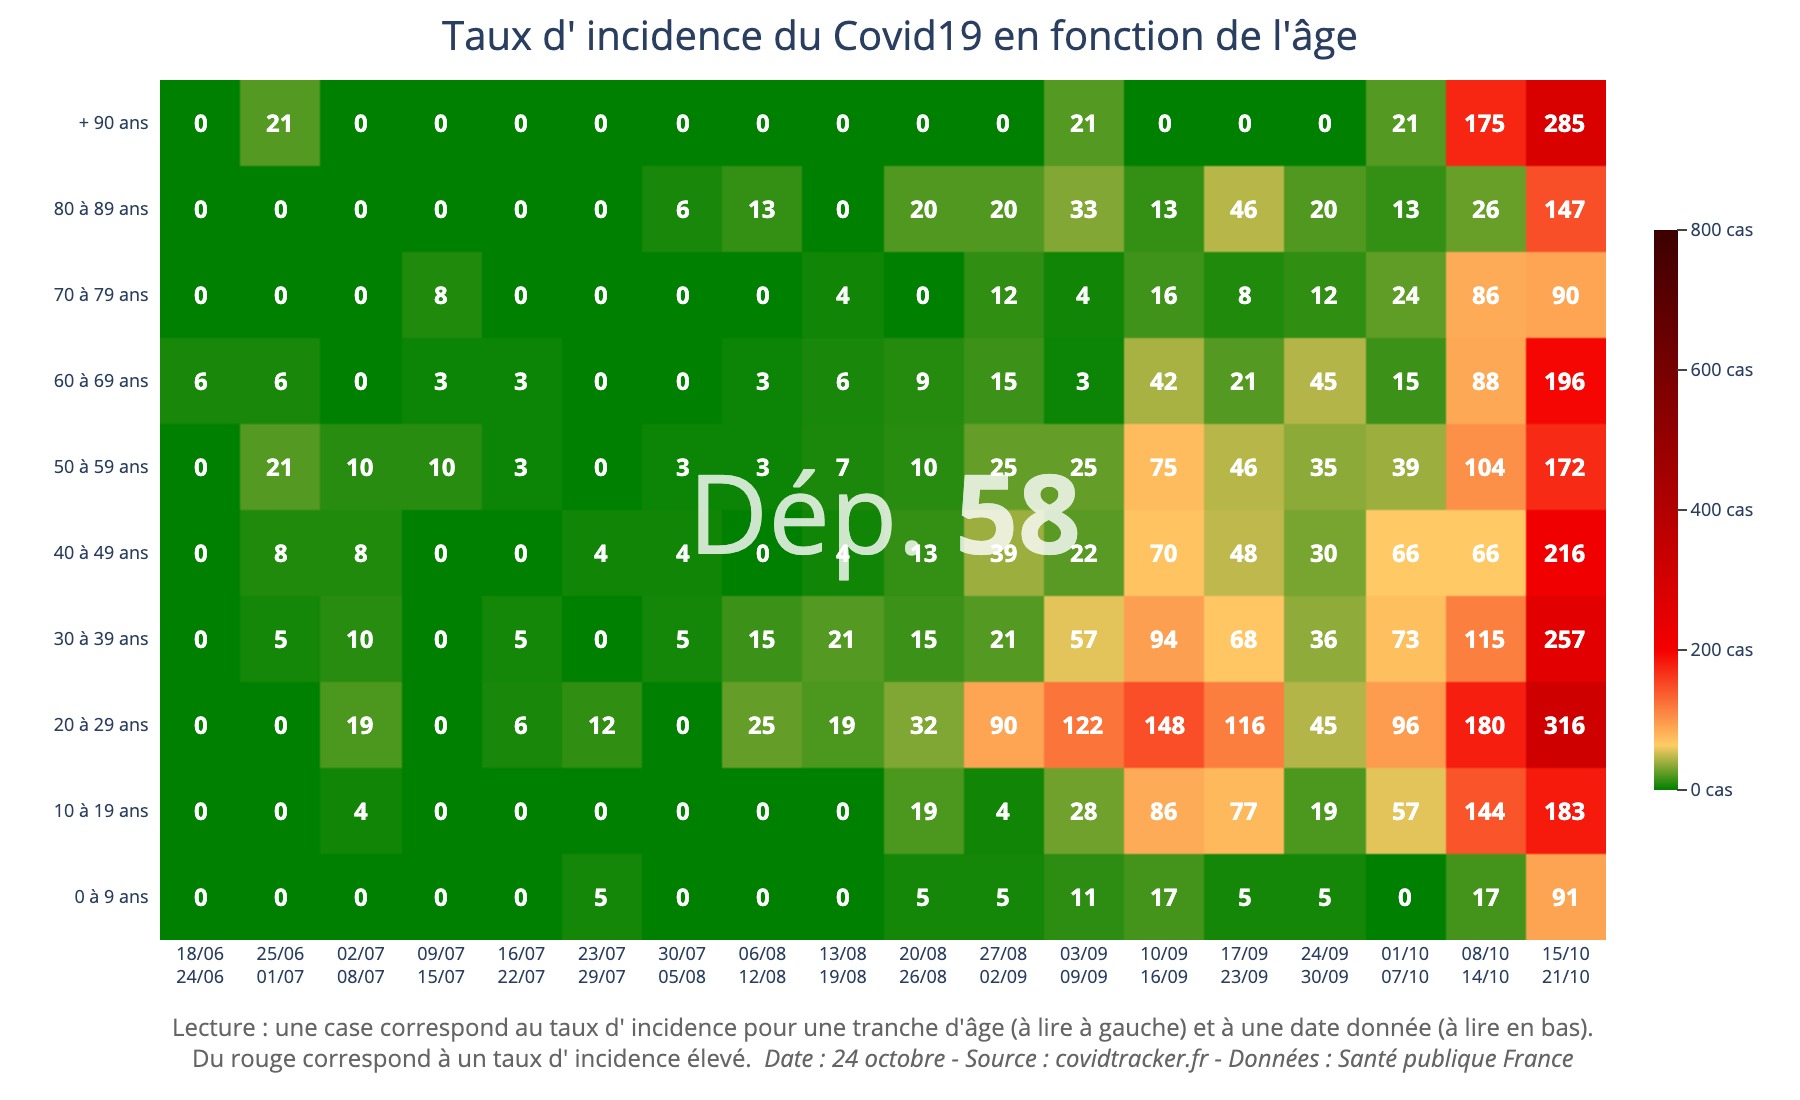 Taux d' incidence du Covid19 en fonction de l'âge
+ 90 ans 0 21 0 0 0 0 0 0 0 0 0 21 0 0 0 21 175 285
80 à 89 ans 0 0 0 0 0 0 6 13 0 20 20 33 13 46 20 13 26 147
800 cas
70 à 79 ans 0 0 0 8 0 0 0 0 4 0 12 4 16 8 12 24 86 90
60 à 69 ans 6 6 0 3 3 0 0 3 6 9 15 3 42 21 45 15 88 196
600 cas
50 à 59 ans 0 21 10 10 3 0 3 3 7 10 25 25 75 46 35 39 104 172
Dép. 58
400 cas
40 à 49 ans 0 8 8 0 0 4 4 0 4 13 39 22 70 48 30 66 66 216
30 à 39 ans 0 5 10 0 5 0 5 15 21 15 21 57 94 68 36 73 115 257
200 cas
20 à 29 ans 0 0 19 0 6 12 0 25 19 32 90 122 148 116 45 96 180 316
0 cas
10 à 19 ans 0 0 4 0 0 0 0 0 0 19 4 28 86 77 19 57 144 183
0 à 9 ans 0 0 0 0 0 5 0 0 0 5 5 11 17 5 5 0 17 91
18/06 25/06 02/07 09/07 16/07 23/07 30/07 06/08 13/08 20/08 27/08 03/09 10/09 17/09 24/09 01/10 08/10 15/10
24/06 01/07 08/07 15/07 22/07 29/07 05/08 12/08 19/08 26/08 02/09 09/09 16/09 23/09 30/09 07/10 14/10 21/10
Lecture : une case correspond au taux d' incidence pour une tranche d'âge (à lire à gauche) et à une date donnée (à lire en bas).
Du rouge correspond à un taux d' incidence élevé. Date : 24 octobre - Source : covidtracker.fr - Données : Santé publique France